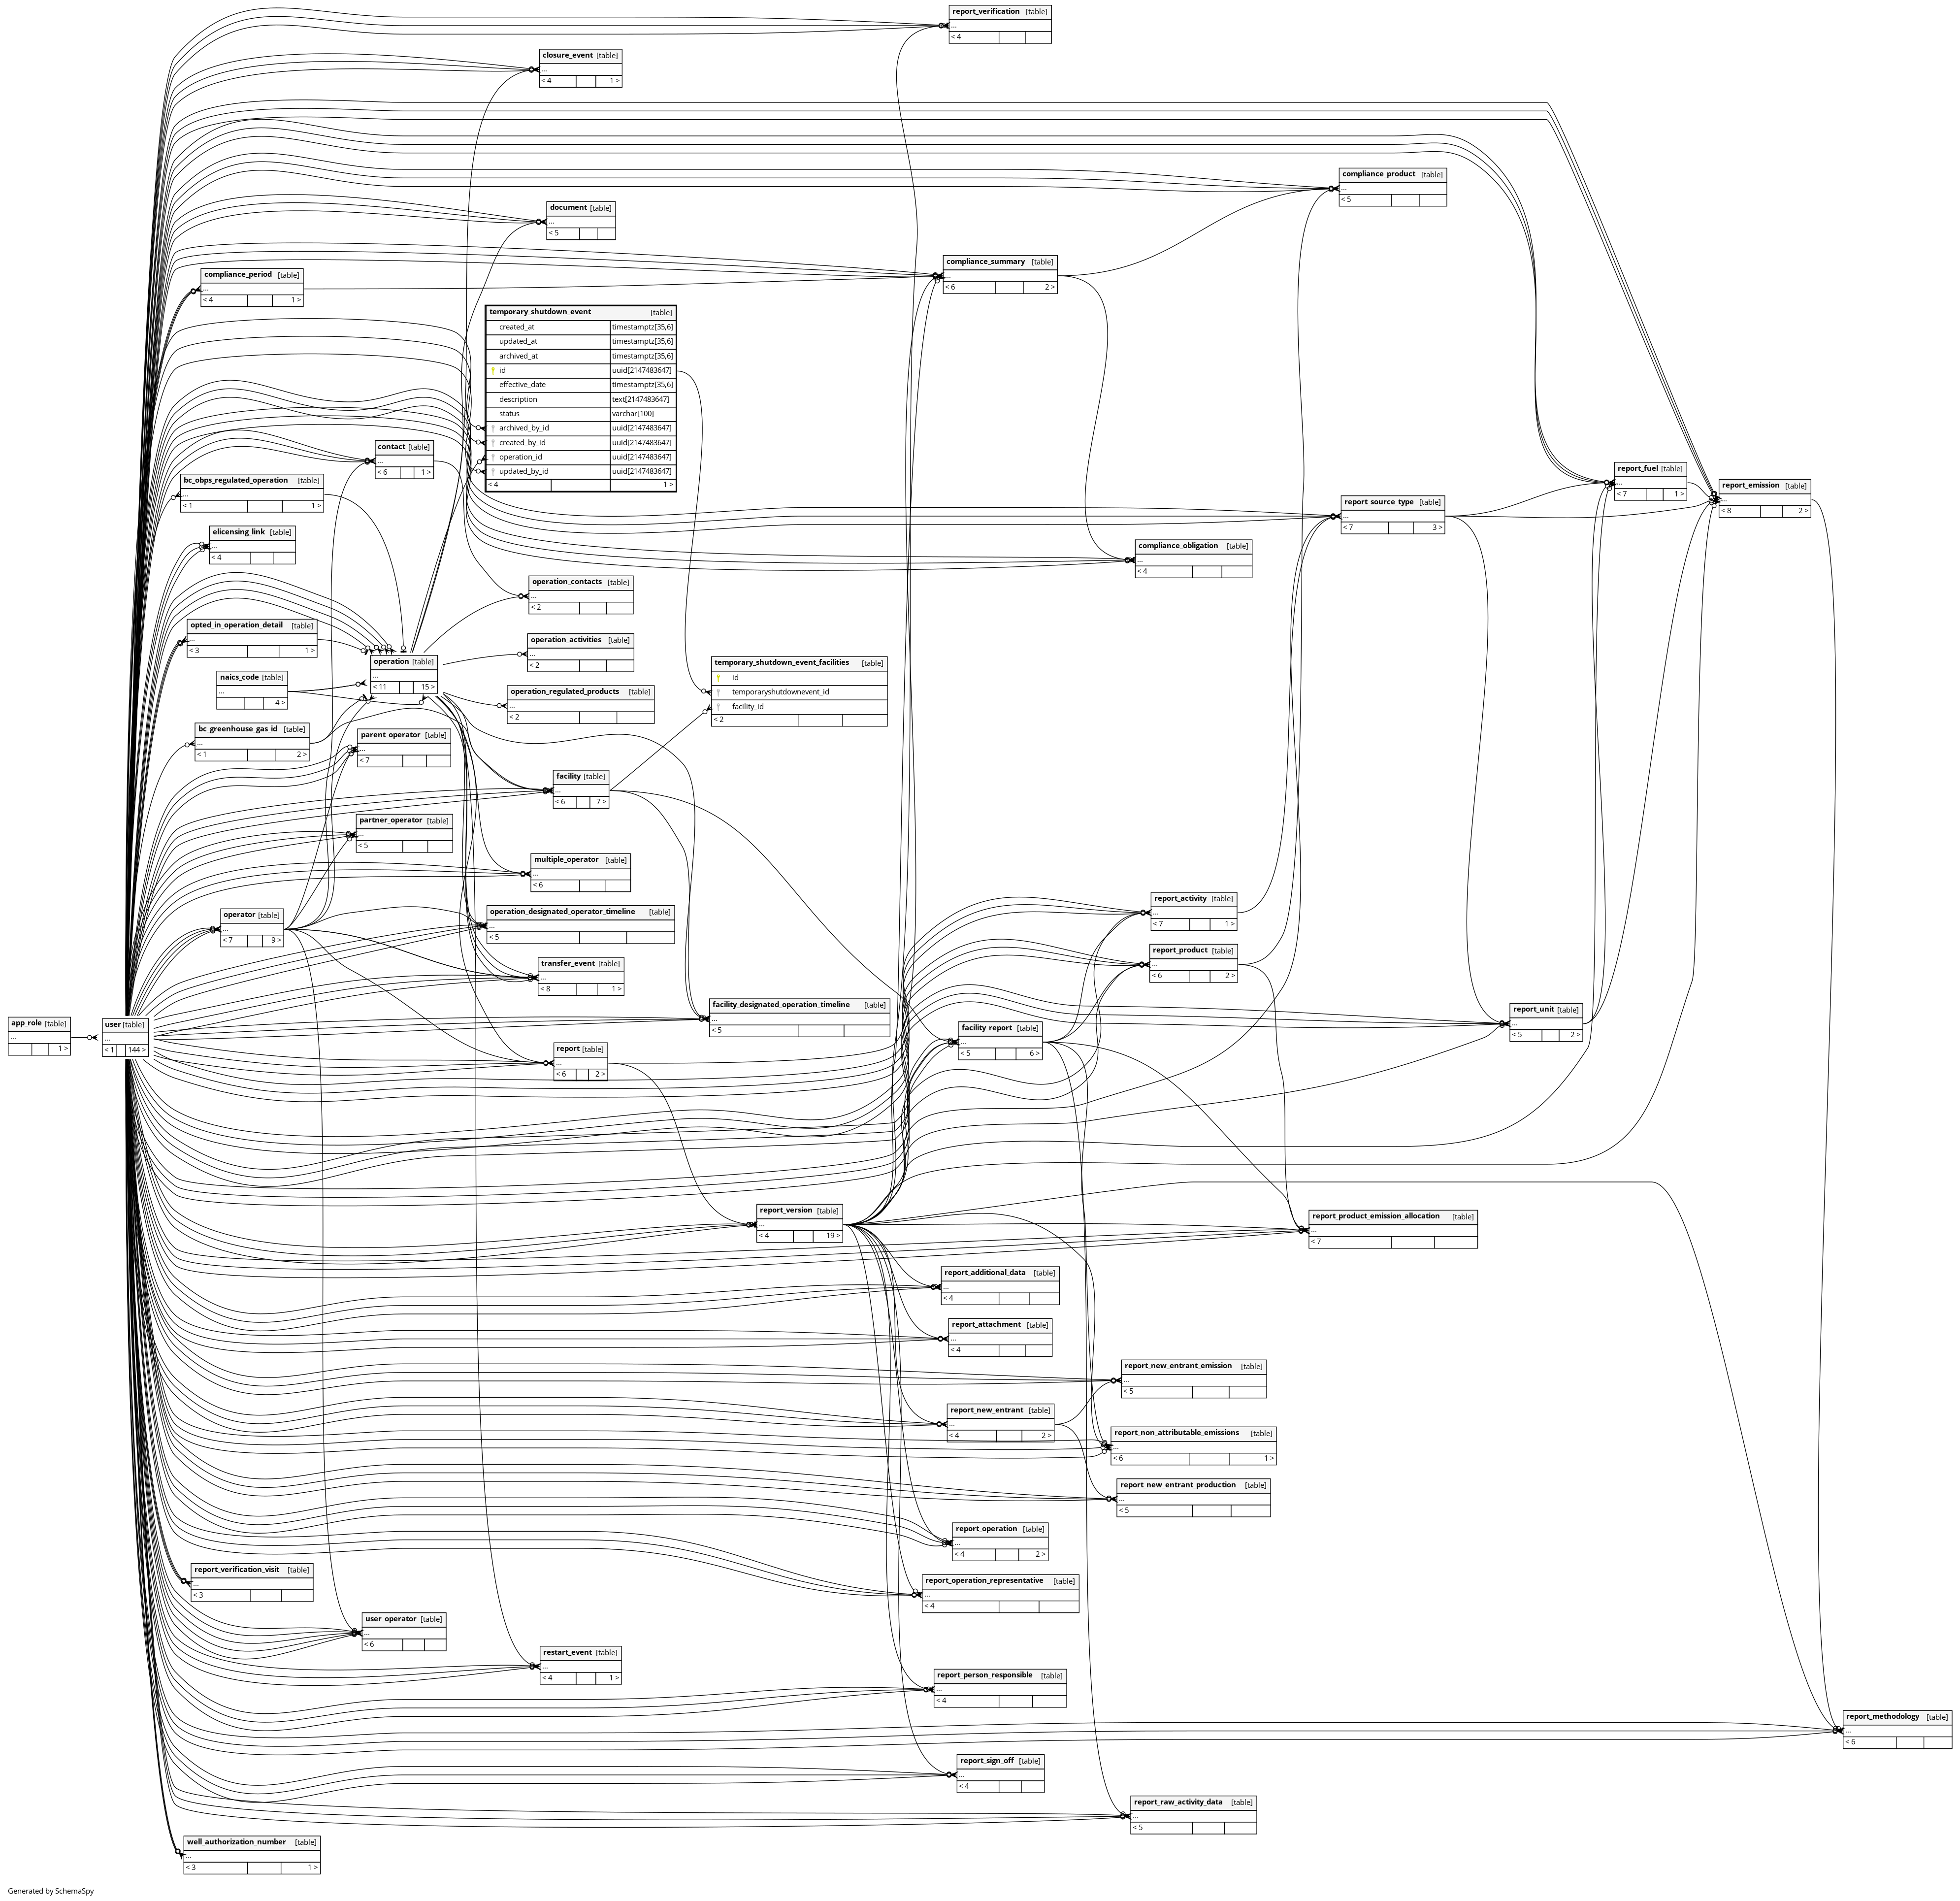 report_verification [table]
...
< 4
closure_event [table]
...
< 4 1 >
compliance_product [table]
...
< 5
document [table]
...
< 5
compliance_summary [table]
...
< 6 2 >
compliance_period [table]
...
< 4 1 >
temporary_shutdown_event [table]
created_at timestamptz[35,6]
updated_at timestamptz[35,6]
archived_at timestamptz[35,6]
id uuid[2147483647]
effective_date timestamptz[35,6]
description text[2147483647]
status varchar[100]
archived_by_id uuid[2147483647]
created_by_id uuid[2147483647]
operation_id uuid[2147483647]
updated_by_id uuid[2147483647]
< 4 1 >
contact [table]
...
< 6 1 >
bc_obps_regulated_operation [table]
...
< 1 1 >
report_fuel [table]
...
< 7 1 >
report_emission [table]
...
< 8 2 >
report_source_type [table]
...
< 7 3 >
elicensing_link [table]
...
< 4
compliance_obligation [table]
...
< 4
operation_contacts [table]
...
< 2
opted_in_operation_detail [table]
...
< 3 1 >
operation_activities [table]
...
< 2
operation [table]
...
< 11 15 >
temporary_shutdown_event_facilities [table]
id
temporaryshutdownevent_id
facility_id
< 2
naics_code [table]
...
4 >
operation_regulated_products [table]
...
< 2
bc_greenhouse_gas_id [table]
...
< 1 2 >
parent_operator [table]
...
< 7
facility [table]
...
< 6 7 >
partner_operator [table]
...
< 5
multiple_operator [table]
...
< 6
report_activity [table]
...
< 7 1 >
operator [table]
...
< 7 9 >
operation_designated_operator_timeline [table]
...
< 5
report_product [table]
...
< 6 2 >
transfer_event [table]
...
< 8 1 >
facility_designated_operation_timeline [table]
...
< 5
report_unit [table]
...
< 5 2 >
app_role [table]
...
1 >
user [table]
...
< 1 144 >
facility_report [table]
...
< 5 6 >
report [table]
...
< 6 2 >
report_version [table]
...
< 4 19 >
report_product_emission_allocation [table]
...
< 7
report_additional_data [table]
...
< 4
report_attachment [table]
...
< 4
report_new_entrant_emission [table]
...
< 5
report_new_entrant [table]
...
< 4 2 >
report_non_attributable_emissions [table]
...
< 6 1 >
report_new_entrant_production [table]
...
< 5
report_operation [table]
...
< 4 2 >
report_verification_visit [table]
...
< 3
report_operation_representative [table]
...
< 4
user_operator [table]
...
< 6
restart_event [table]
...
< 4 1 >
report_person_responsible [table]
...
< 4
report_methodology [table]
...
< 6
report_sign_off [table]
...
< 4
report_raw_activity_data [table]
...
< 5
well_authorization_number [table]
...
< 3 1 >
Generated by SchemaSpy